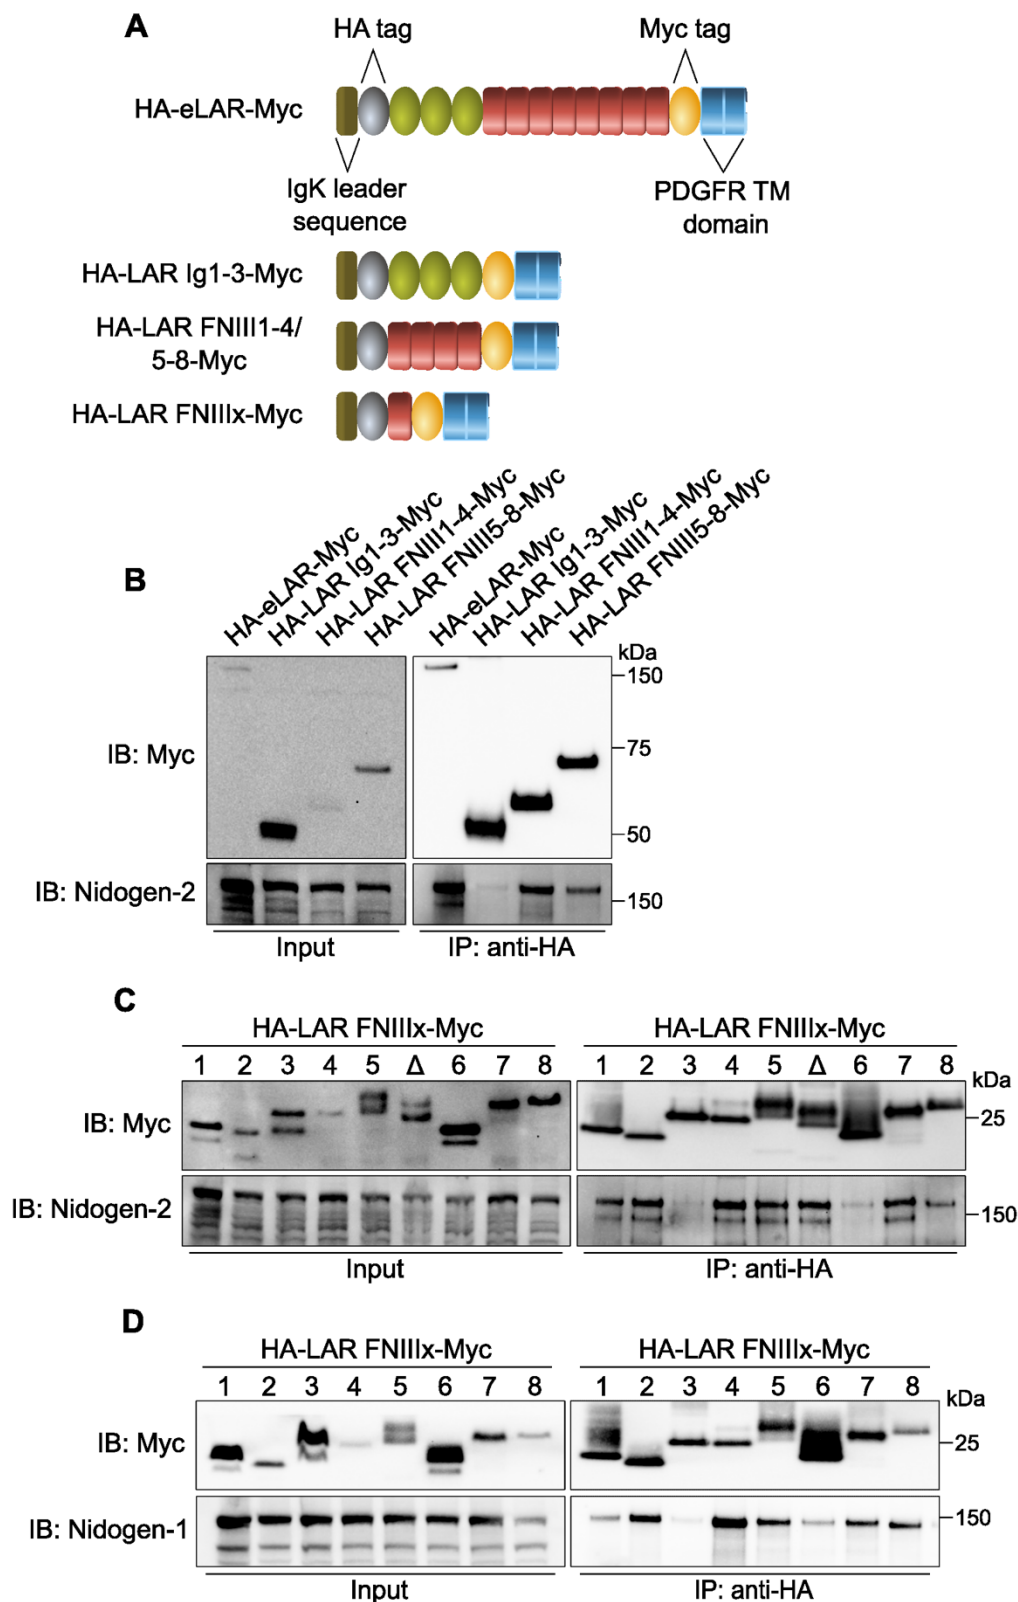 A
HA tag
Myc tag
HA-eLAR-Myc
IgK leader
sequence
PDGFR TM
domain
HA-LAR Ig1-3-Myc
HA-LAR FNIII1-4/
5-8-Myc
HA-LAR FNIIIx-Myc
B
HA-eLAR-Myc
HA-LAR Ig1-3-Myc
HA-LAR FNIII1-4-Myc
HA-LAR FNIII5-8-Myc
HA-eLAR-Myc
HA-LAR Ig1-3-Myc
HA-LAR FNIII1-4-Myc
HA-LAR FNIII5-8-Myc
kDa
150
IB: Myc
75
50
IB: Nidogen-2
150
Input
IP: anti-HA
C
HA-LAR FNIIIx-Myc
HA-LAR FNIIIx-Myc
1 2 3 4 5 Δ 6 7 8
1 2 3 4 5 Δ 6 7 8
kDa
IB: Myc
25
IB: Nidogen-2
150
Input
IP: anti-HA
D
HA-LAR FNIIIx-Myc
HA-LAR FNIIIx-Myc
1 2 3 4 5 6 7 8
1 2 3 4 5 6 7 8
kDa
IB: Myc
25
IB: Nidogen-1
150
Input
IP: anti-HA